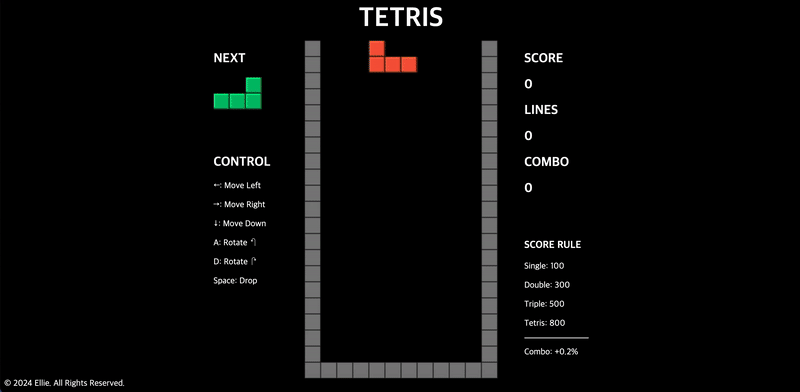 TETRIS
NEXT
CONTROL
←: Move Left
→: Move Right
↓: Move Down
A: Rotate
D: Rotate
Space: Drop
SCORE
0
LINES
0
COMBO
0
SCORE RULE
Single: 100
Double: 300
Triple: 500
Tetris: 800
Combo: +0.2%
© 2024 Ellie. All Rights Reserved.